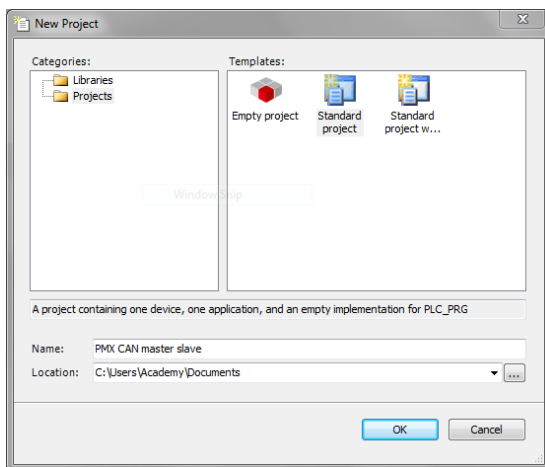 New Project
Categories:
Templates:
Libraries
Projects
Empty project
Standard
project
Standard
project w...
Window Snip
A project containing one device, one application, and an empty implementation for PLC_PRG
Name:
PMX CAN master slave
Location:
C:\Users\Academy\Documents
...
OK
Cancel